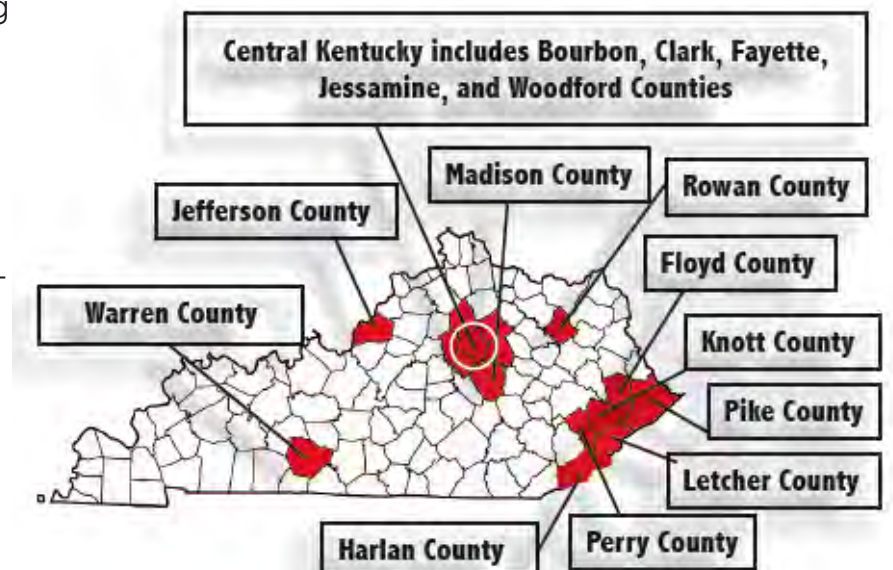 g
Central Kentucky includes Bourbon, Clark, Fayette,
Jessamine, and Woodford Counties
Madison County
Rowan County
Jefferson County
Floyd County
Warren County
Knott County
Pike County
Letcher County
Perry County
Harlan County